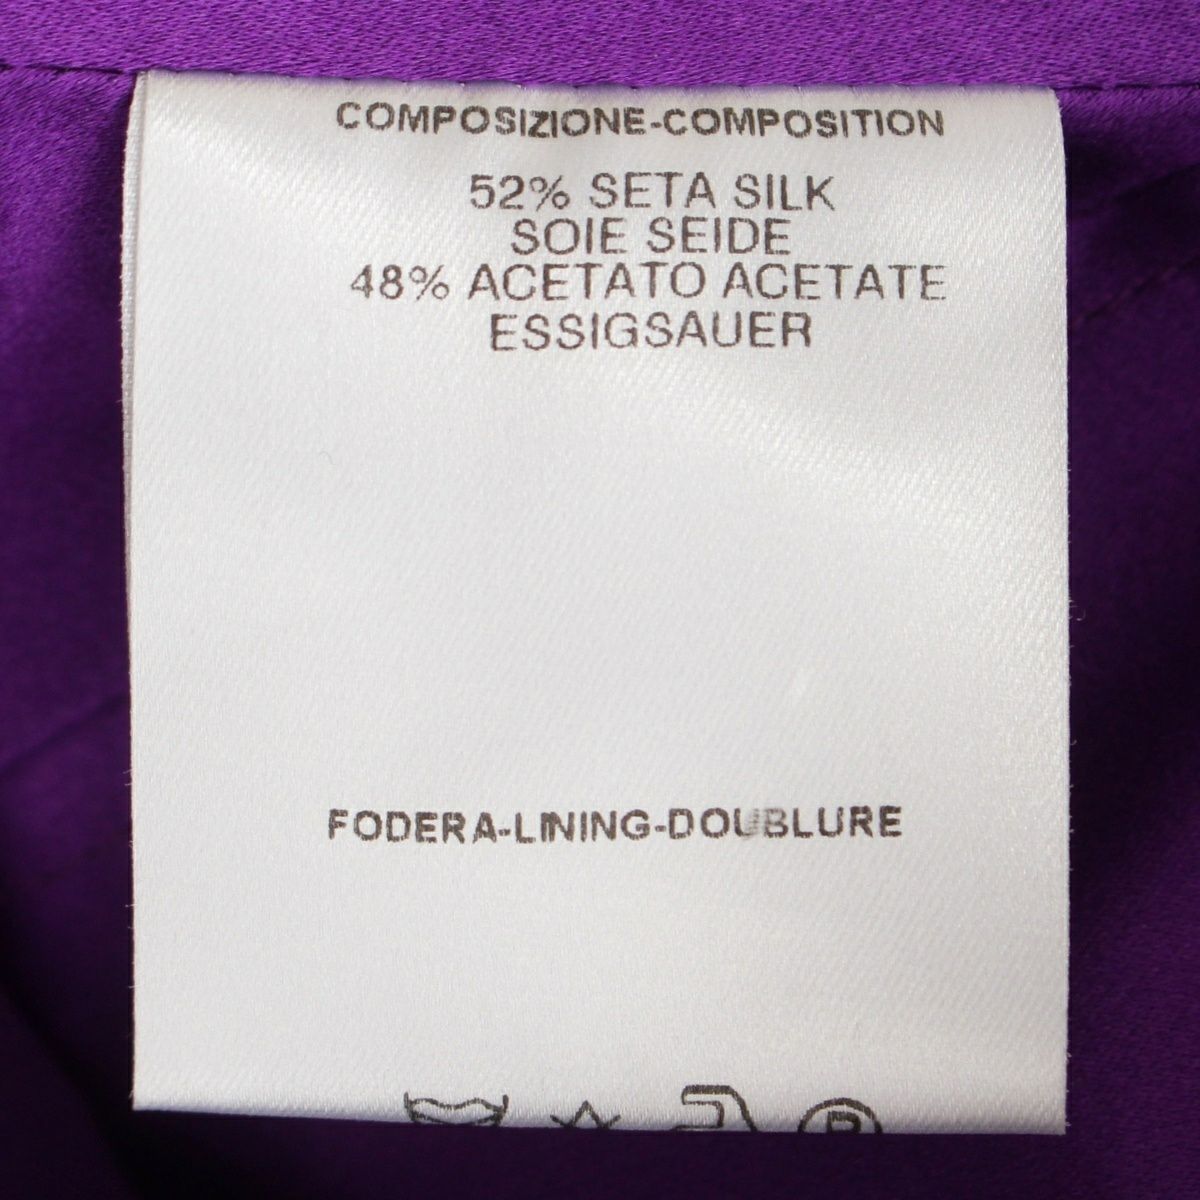 COMPOSIZIONE-COMPOSITION
52% SETA SILK
SOIE SEIDE
48% ACETATO ACETATE
ESSIGSAUER
FODERA-LINING-DOUBLURE
P